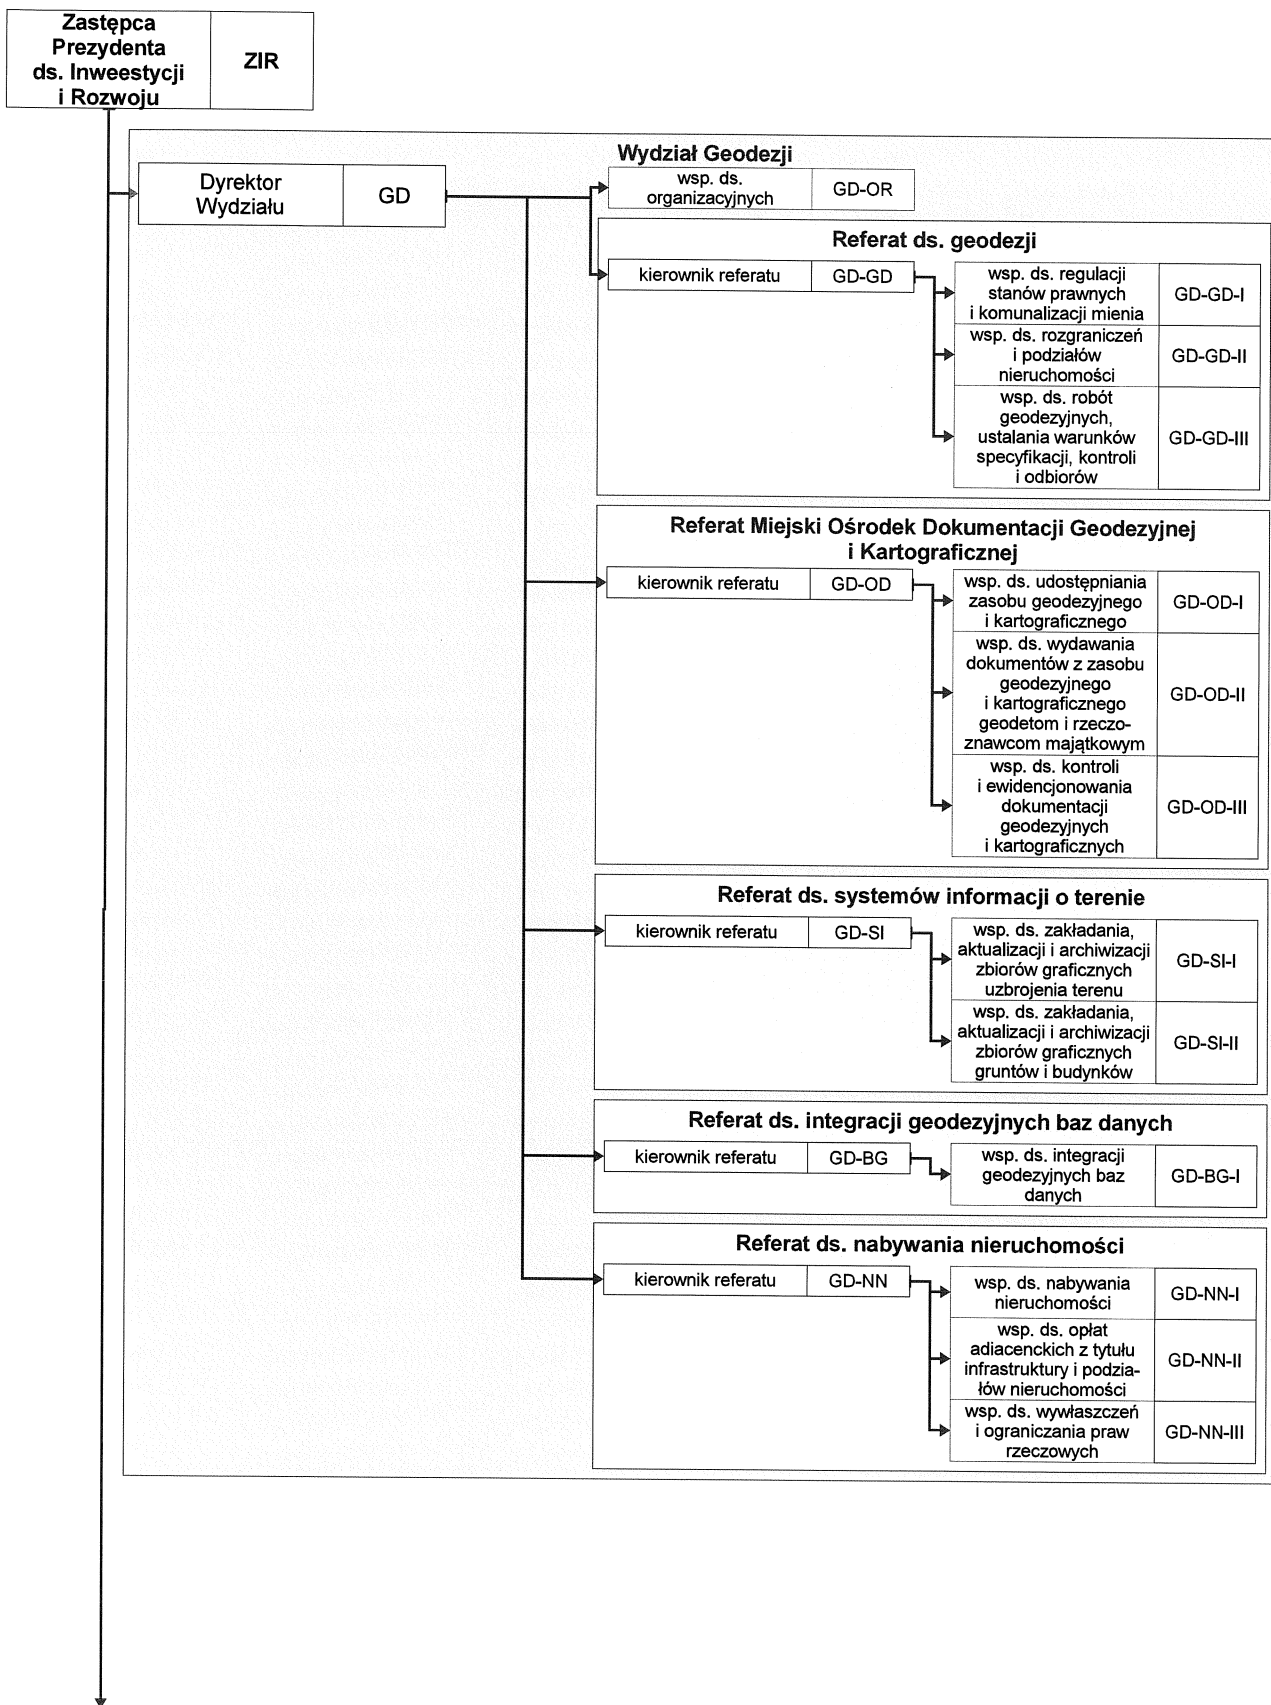 Zastępca
Prezydenta
ds. Inweestycji
i Rozwoju
ZIR
Wydział Geodezji
Dyrektor
Wydziału
GD
wsp. ds.
organizacyjnych
GD-OR
Referat ds. geodezji
kierownik referatu
GD-GD
wsp. ds. regulacji
stanów prawnych
i komunalizacji mienia
GD-GD-I
wsp. ds. rozgraniczeń
i podziałów
nieruchomości
GD-GD-II
wsp. ds. robót
geodezyjnych,
ustalania warunków
specyfikacji, kontroli
i odbiorów
GD-GD-III
Referat Miejski Ośrodek Dokumentacji Geodezyjnej
i Kartograficznej
kierownik referatu
GD-OD
wsp. ds. udostępniania
zasobu geodezyjnego
i kartograficznego
GD-OD-I
wsp. ds. wydawania
dokumentów z zasobu
geodezyjnego
i kartograficznego
geodetom i rzeczo-
znawcom majątkowym
GD-OD-II
wsp. ds. kontroli
i ewidencjonowania
dokumentacji
geodezyjnych
i kartograficznych
GD-OD-III
Referat ds. systemów informacji o terenie
kierownik referatu
GD-SI
wsp. ds. zakładania,
aktualizacji i archiwizacji
zbiorów graficznych
uzbrojenia terenu
GD-SI-I
wsp. ds. zakładania,
aktualizacji i archiwizacji
zbiorów graficznych
gruntów i budynków
GD-SI-II
Referat ds. integracji geodezyjnych baz danych
kierownik referatu
GD-BG
wsp. ds. integracji
geodezyjnych baz
danych
GD-BG-I
Referat ds. nabywania nieruchomości
kierownik referatu
GD-NN
wsp. ds. nabywania
nieruchomości
GD-NN-I
wsp. ds. opłat
adiacenckich z tytułu
infrastruktury i podzia-
łów nieruchomości
GD-NN-II
wsp. ds. wywłaszczeń
i ograniczania praw
rzeczowych
GD-NN-III